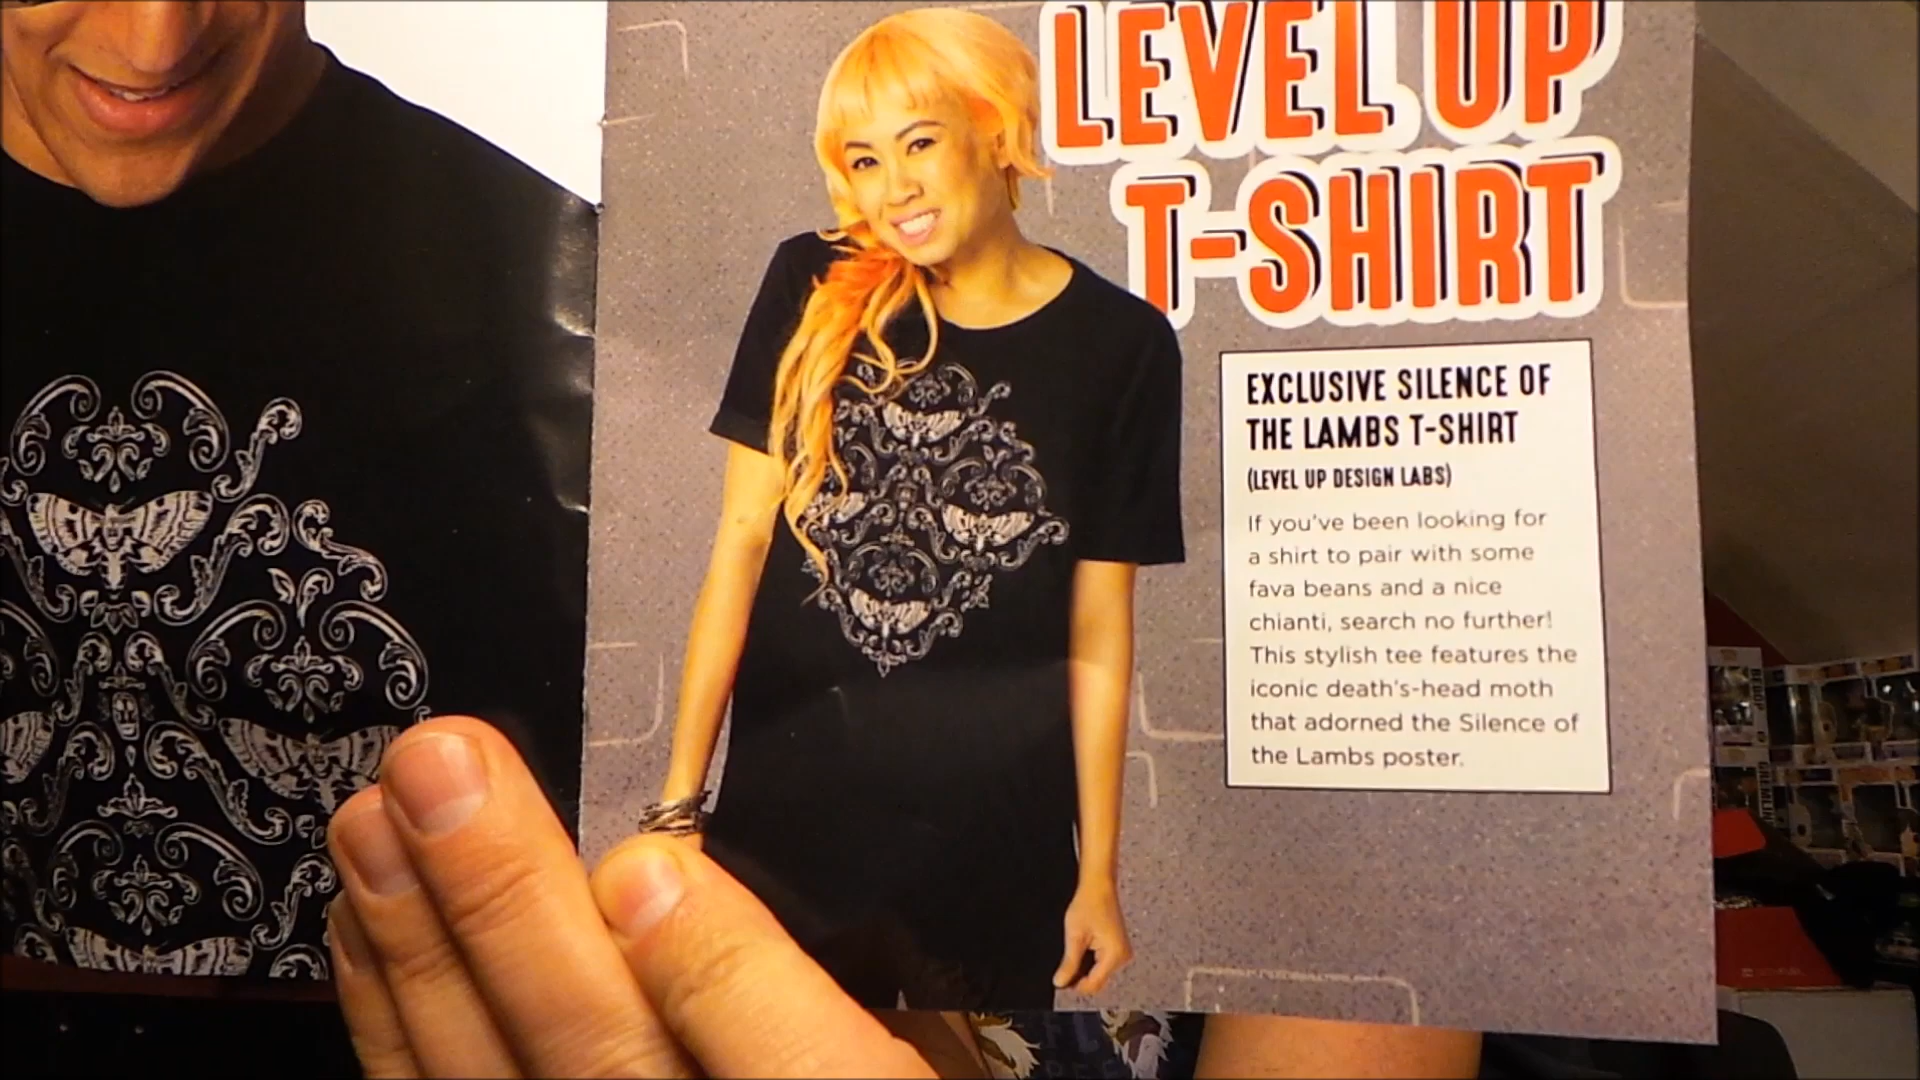 LEVEL UP
T-SHIRT
EXCLUSIVE SILENCE OF
THE LAMBS T-SHIRT
(LEVEL UP DESIGN LABS)
If you've been looking for
a shirt to pair with some
fava beans and a nice
chianti, search no further!
This stylish tee features the
iconic death's-head moth
that adorned the Silence of
the Lambs poster.